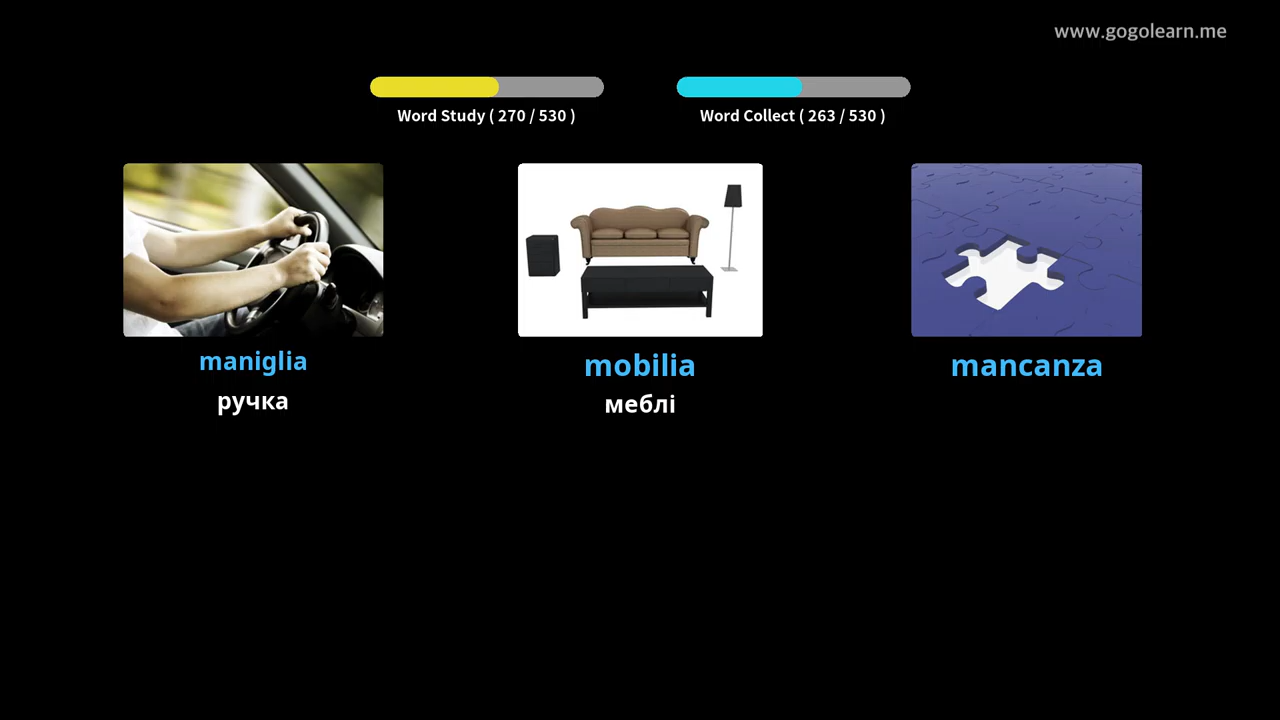 www.gogolearn.me
Word Study ( 270 / 530 )
Word Collect ( 263 / 530 )
maniglia
ручка
mobilia
меблі
mancanza